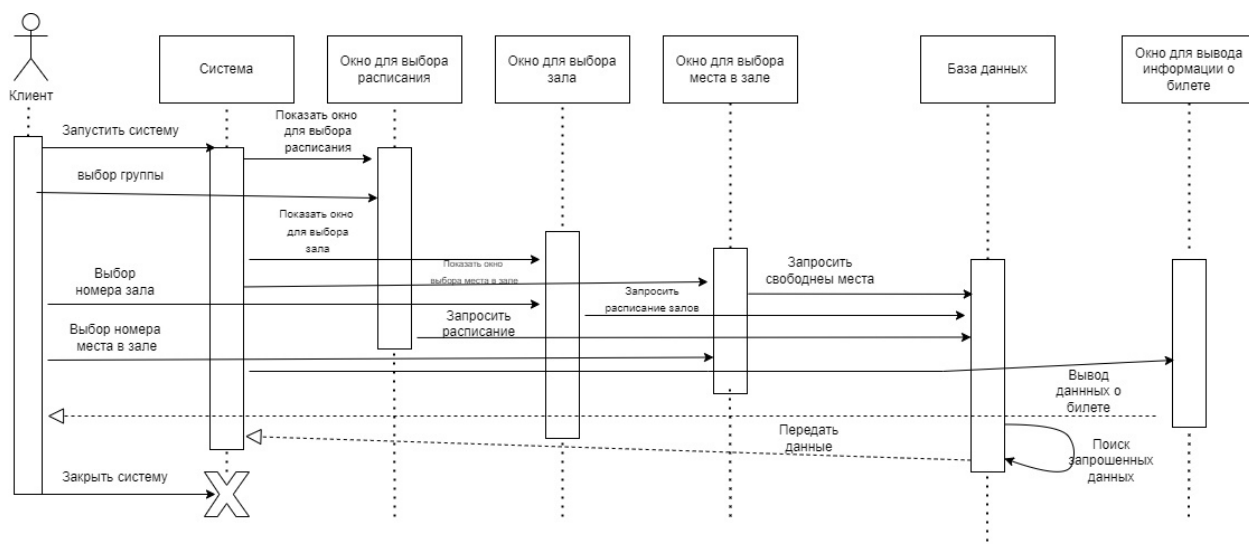 Клиент
Система
Окно для выбора
расписания
Окно для выбора
зала
Окно для выбора
места в зале
База данных
Окно для вывода
информации о
билете
Запустить систему
Показать окно
для выбора
расписания
выбор группы
Показать окно
для выбора
зала
Показать окно
выбора места в зале
Запросить
свободнеы места
Выбор
номера зала
Запросить
расписание залов
Запросить
расписание
Выбор номера
места в зале
Вывод
даннных о
билете
Передать
данные
Поиск
запрошенных
данных
Закрыть систему